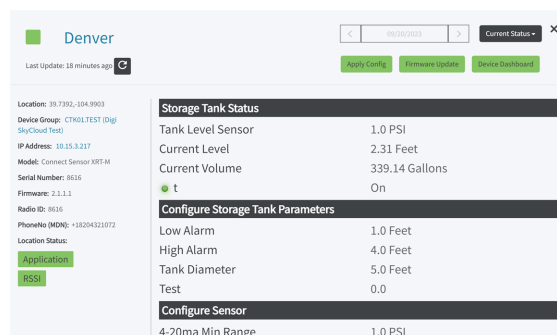 Denver
09/20/2023
Current Status
Last Update: 18 minutes ago
Apply Config
Firmware Update
Device Dashboard
Location: 39.7392,-104.9903
Device Group: CTK01.TEST (Digi
SkyCloud Test)
IP Address: 10.15.3.217
Model: Connect Sensor XRT-M
Serial Number: 8616
Firmware: 2.1.1.1
Radio ID: 8616
PhoneNo (MDN): +18204321072
Location Status:
Application
RSSI
Storage Tank Status
Tank Level Sensor 1.0 PSI
Current Level 2.31 Feet
Current Volume 339.14 Gallons
t On
Configure Storage Tank Parameters
Low Alarm 1.0 Feet
High Alarm 4.0 Feet
Tank Diameter 5.0 Feet
Test 0.0
Configure Sensor
4-20ma Min Range 1.0 PSI